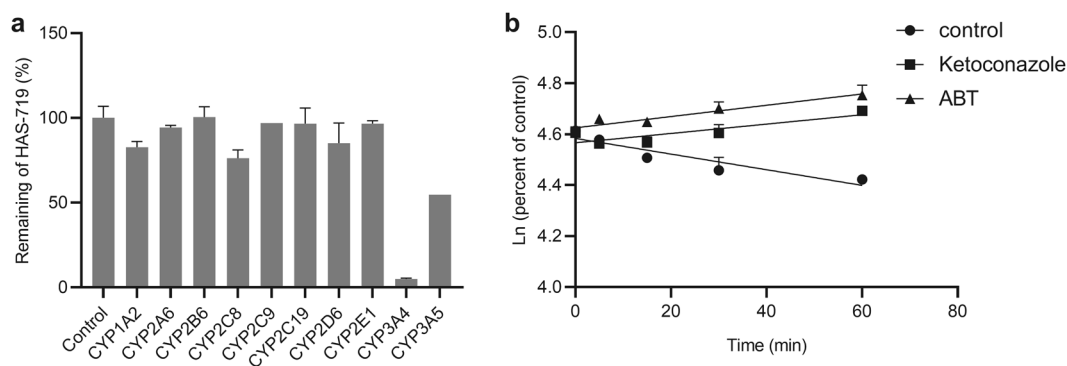 a
Remaining of HAS-719 (%)
150
100
50
0
Control
CYP1A2
CYP2A6
CYP2B6
CYP2C8
CYP2C9
CYP2C19
CYP2D6
CYP2E1
CYP3A4
CYP3A5
b
Ln (percent of control)
5.0
4.8
4.6
4.4
4.2
4.0
0
20
40
60
80
Time (min)
control
Ketoconazole
ABT